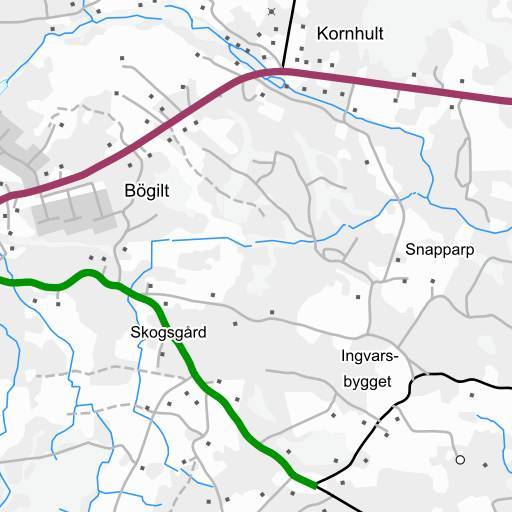 Kornhult
Bögilt
Snapparp
Skogsgård
Ingvars-
bygget